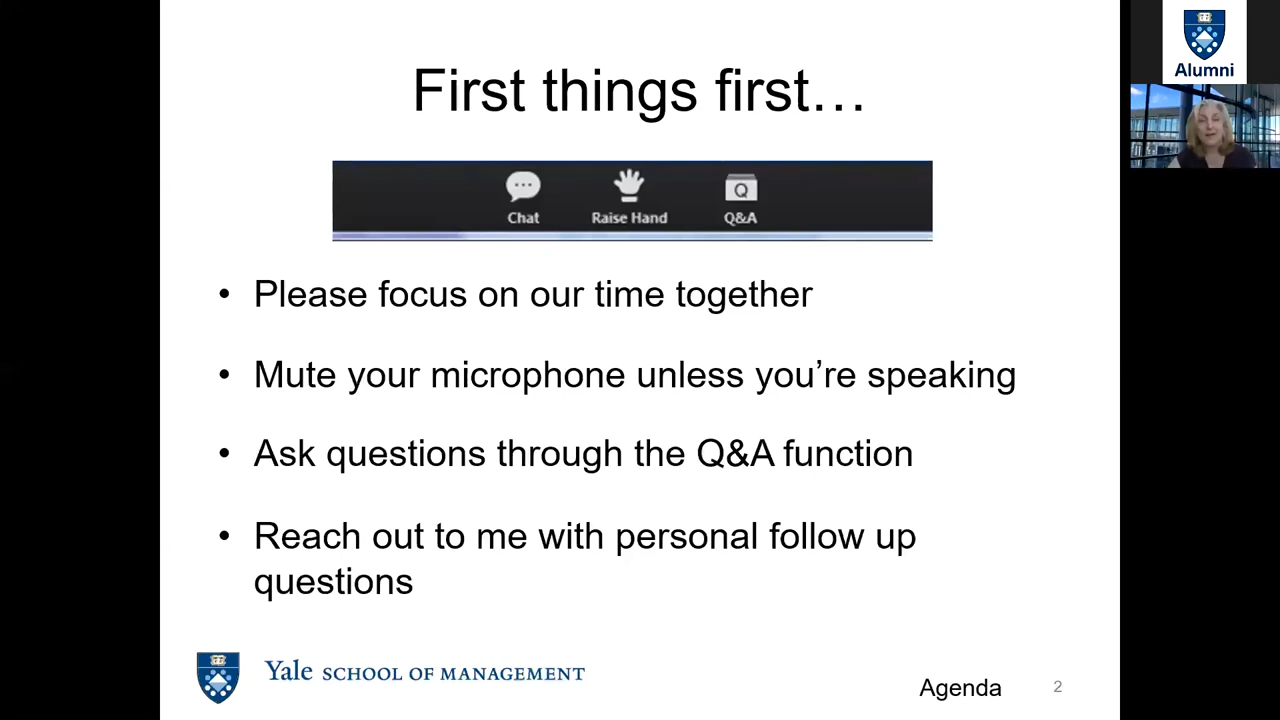 First things first…
Alumni
Chat
Raise Hand
Q
Q&A
• Please focus on our time together
• Mute your microphone unless you’re speaking
• Ask questions through the Q&A function
• Reach out to me with personal follow up
questions
Yale SCHOOL OF MANAGEMENT
Agenda
2